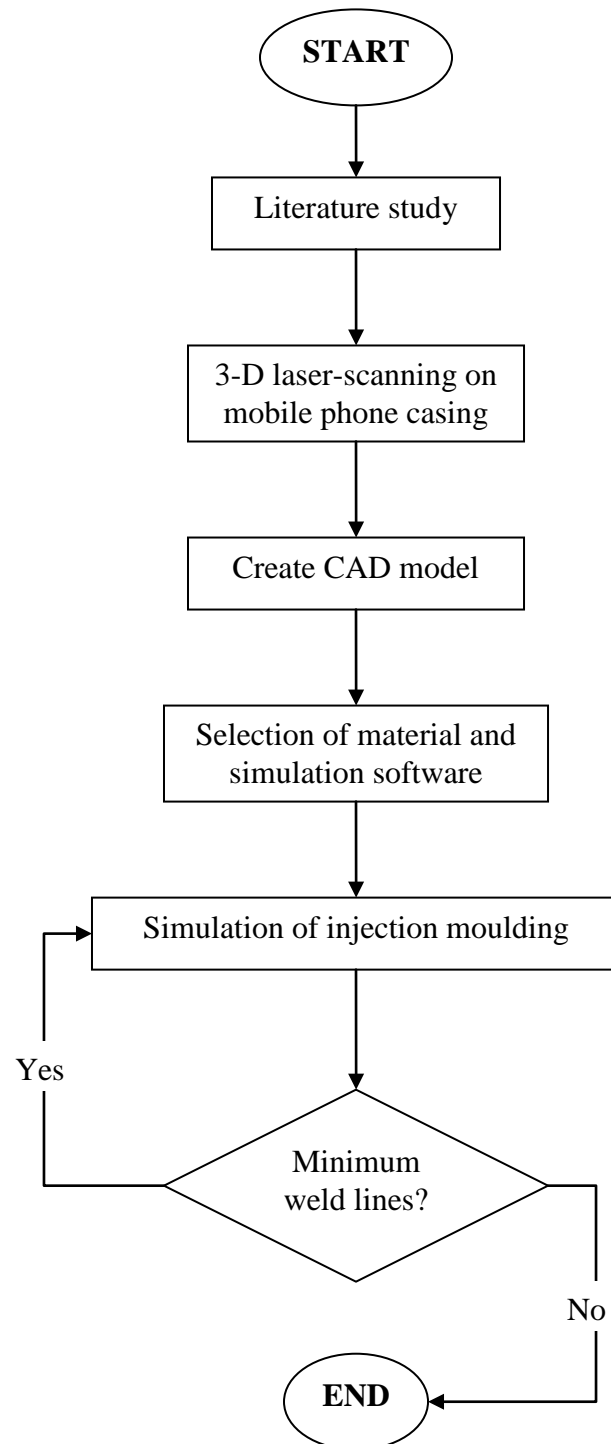 START
Literature study
3-D laser-scanning on
mobile phone casing
Create CAD model
Selection of material and
simulation software
Simulation of injection moulding
Yes
Minimum
weld lines?
No
END